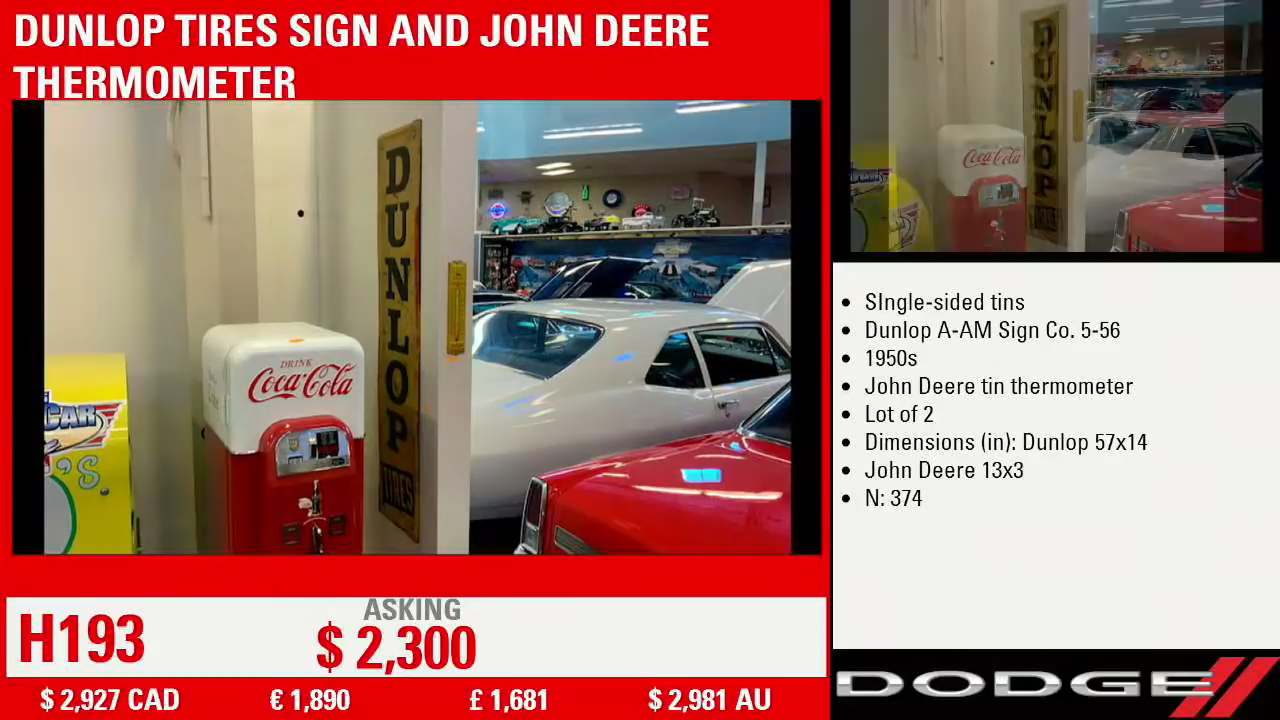 DUNLOP TIRES SIGN AND JOHN DEERE
THERMOMETER
DUNLOP
TIRES
DRINK
Coca-Cola
CAR
'S
DUNLOP
TIRES
Coca-Cola
• SIngle-sided tins
• Dunlop A-AM Sign Co. 5-56
• 1950s
• John Deere tin thermometer
• Lot of 2
• Dimensions (in): Dunlop 57x14
• John Deere 13x3
• N: 374
H193
ASKING
$ 2,300
$ 2,927 CAD
€ 1,890
£ 1,681
$ 2,981 AU
DODGE